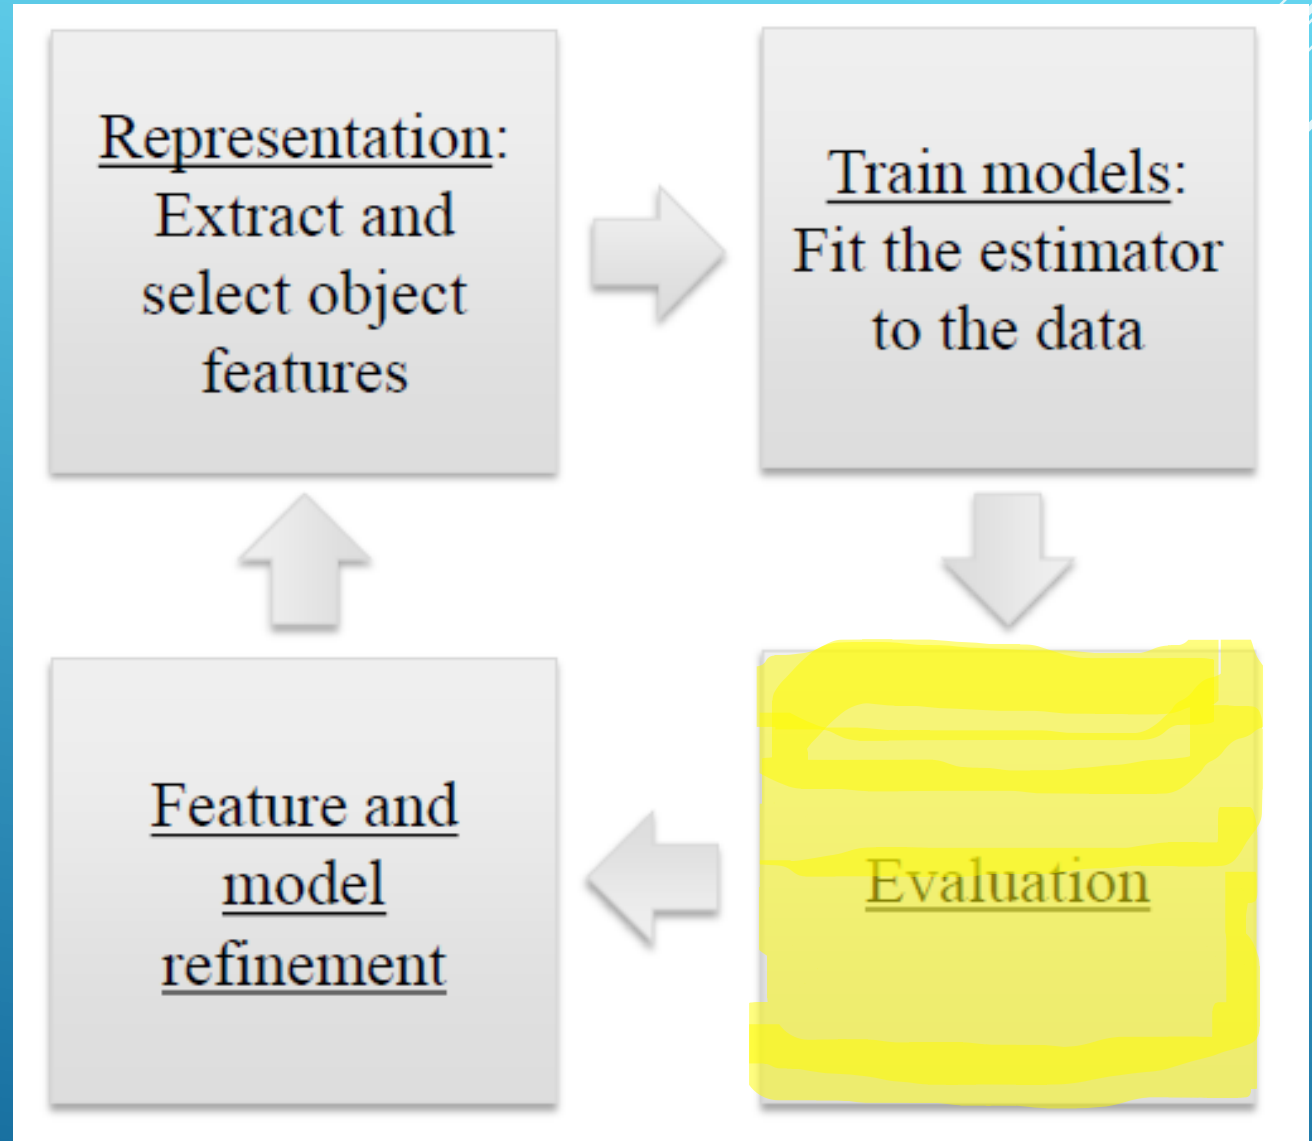 Representation:
Extract and
select object
features
Train models:
Fit the estimator
to the data
Evaluation
Feature and
model
refinement